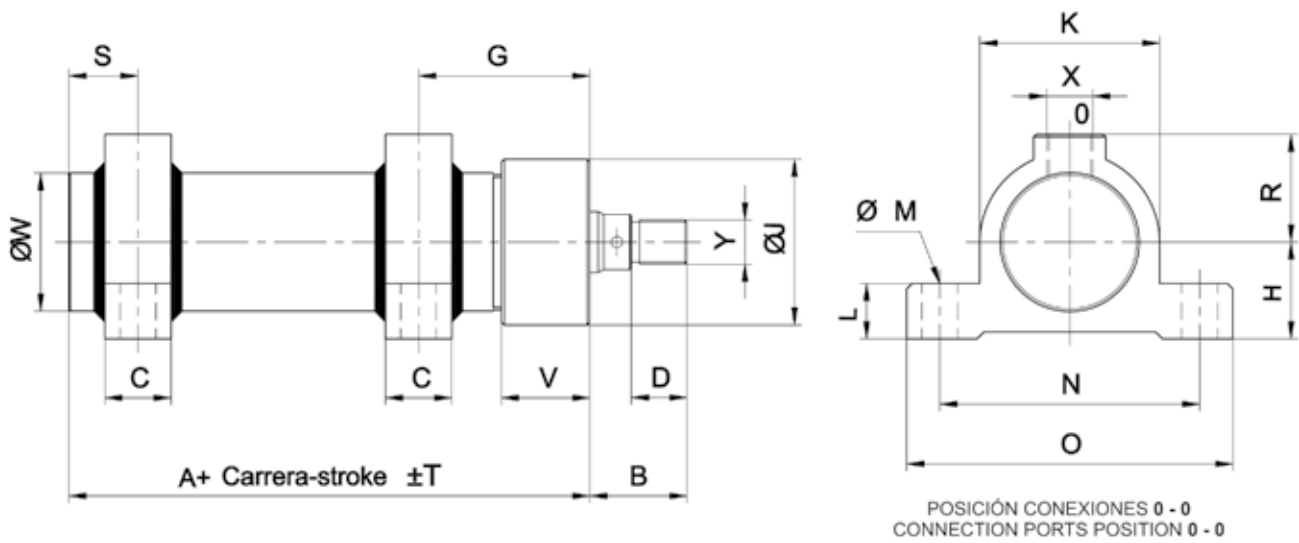 S
G
K
X
0
R
Ø M
ØW
Y
ØJ
H
L
C
C
V
D
N
A+ Carrera-stroke ±T
B
O
POSICIÓN CONEXIONES 0 - 0
CONNECTION PORTS POSITION 0 - 0